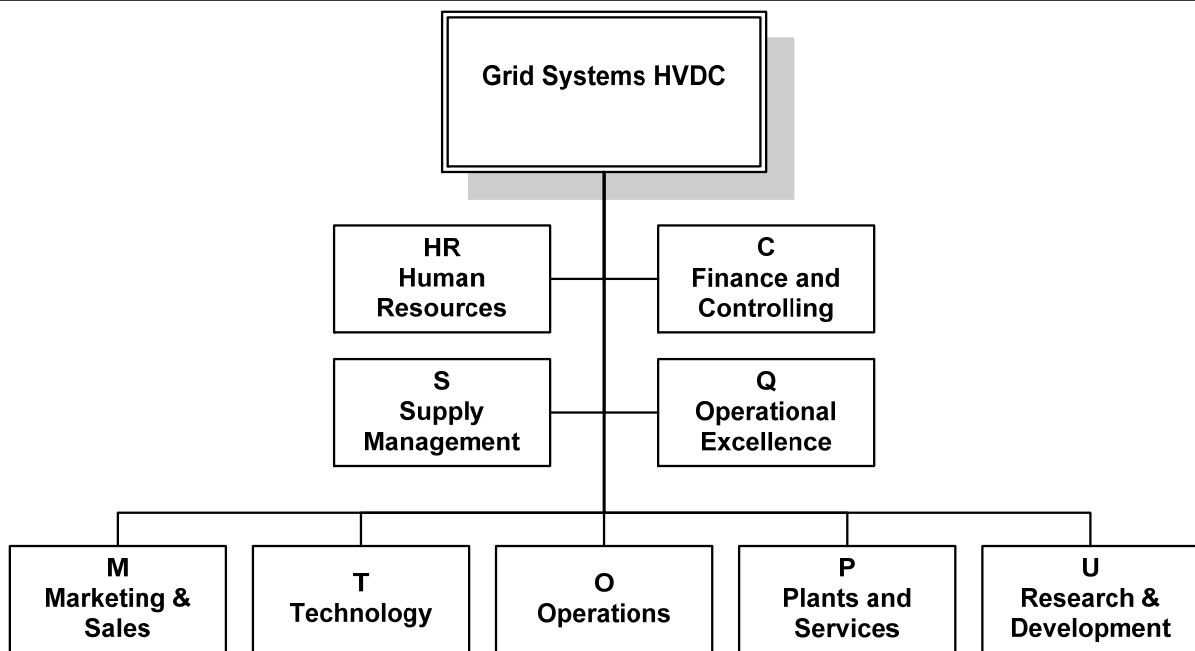 Grid Systems HVDC
HR
Human
Resources
C
Finance and
Controlling
S
Supply
Management
Q
Operational
Excellence
M
Marketing &
Sales
T
Technology
O
Operations
P
Plants and
Services
U
Research &
Development